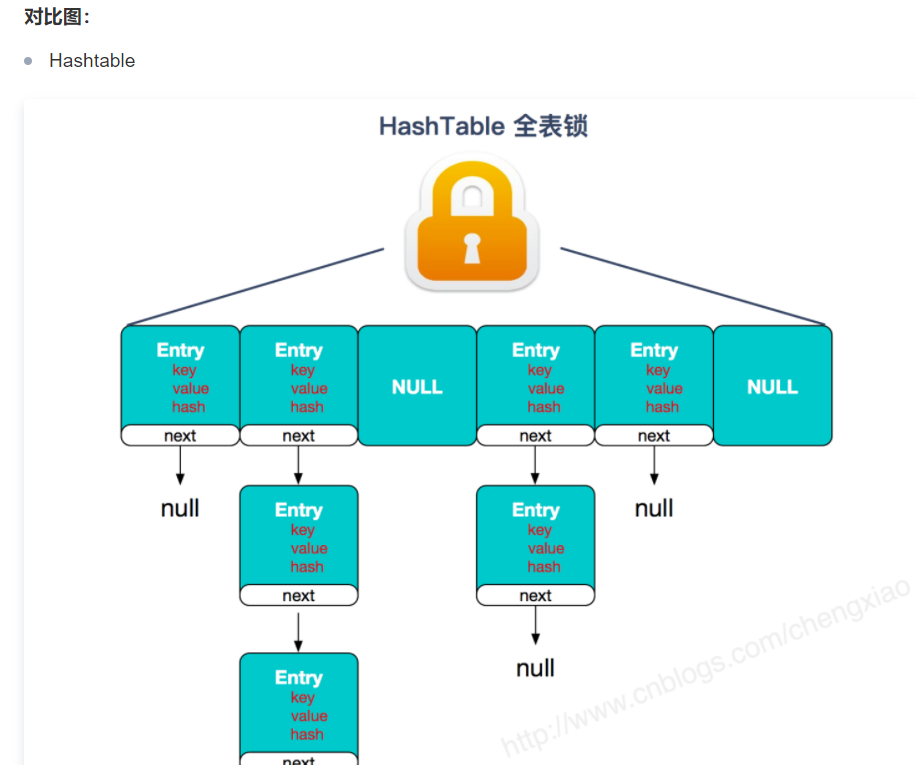 对比图：
Hashtable
HashTable 全表锁
Entry Entry Entry Entry
key key key key
value value NULL value value NULL
hash hash hash hash
next next next next
null null
Entry Entry
key key
value value
hash hash
next next
null
Entry
key
value
hash
next
http://www.cnblogs.com/chengxiao